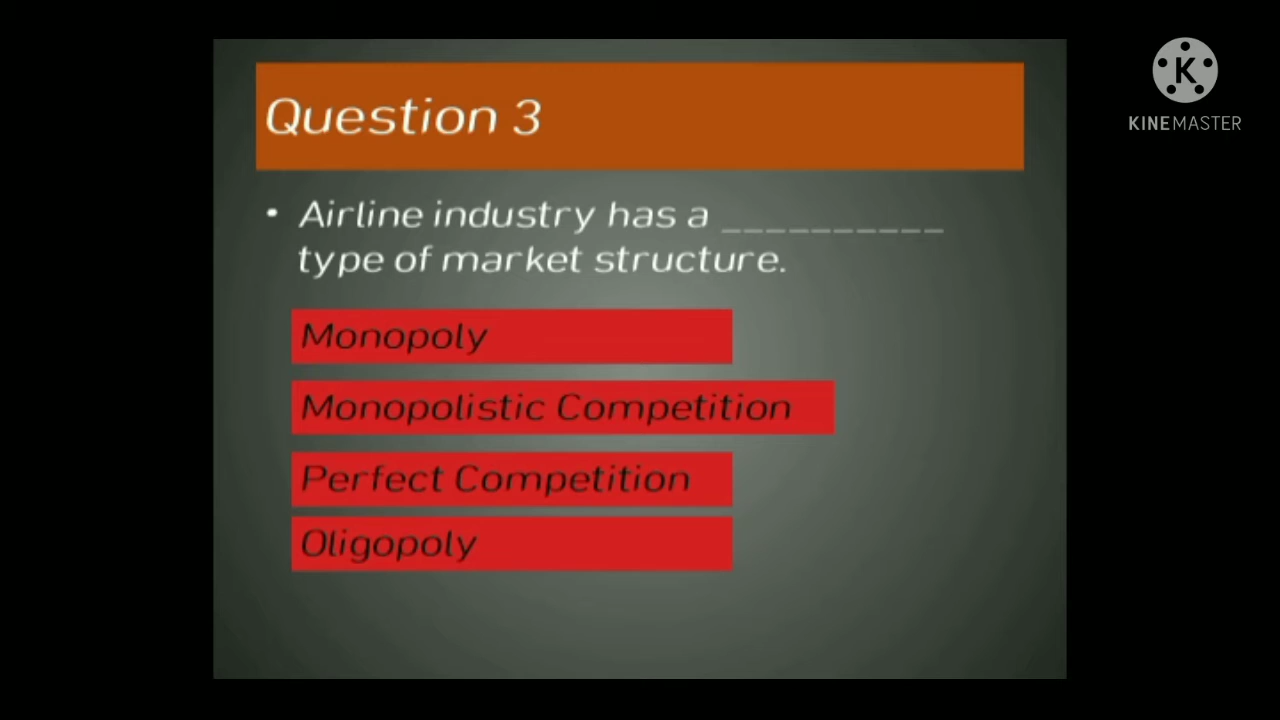 K
KINEMASTER
Question 3
• Airline industry has a __________
type of market structure.
Monopoly
Monopolistic Competition
Perfect Competition
Oligopoly